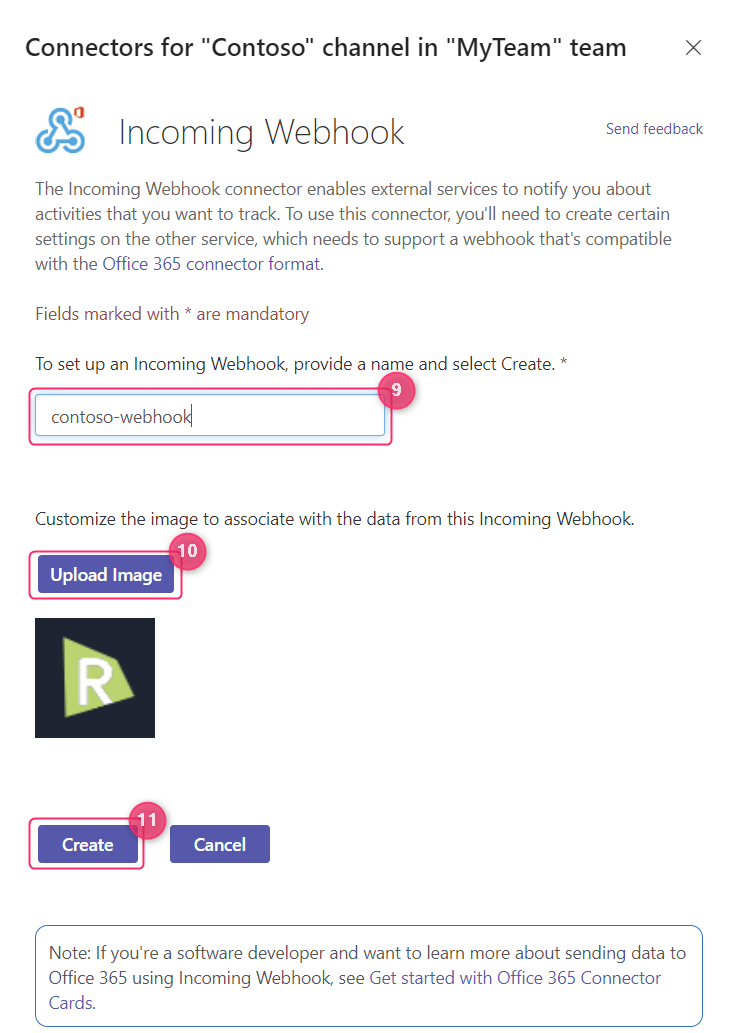 Connectors for "Contoso" channel in "MyTeam" team
Incoming Webhook
Send feedback
The Incoming Webhook connector enables external services to notify you about
activities that you want to track. To use this connector, you'll need to create certain
settings on the other service, which needs to support a webhook that's compatible
with the Office 365 connector format.
Fields marked with * are mandatory
To set up an Incoming Webhook, provide a name and select Create. *
9
contoso-webhook
Customize the image to associate with the data from this Incoming Webhook.
10
Upload Image
R
11
Create
Cancel
Note: If you're a software developer and want to learn more about sending data to
Office 365 using Incoming Webhook, see Get started with Office 365 Connector
Cards.